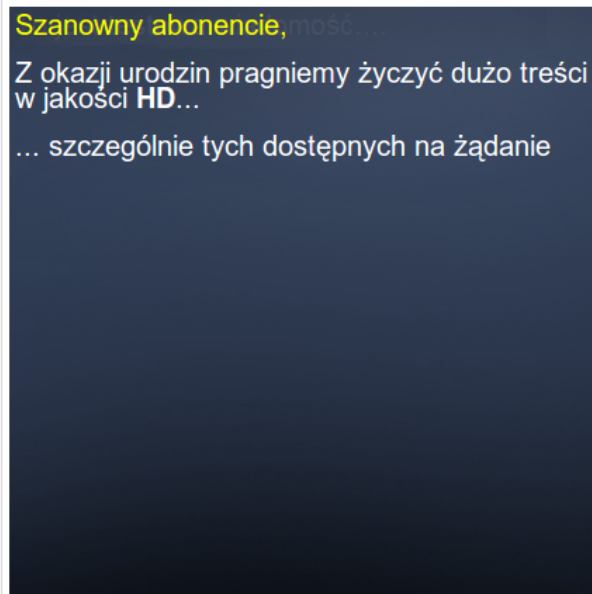 Szanowny abonencie,
Z okazji urodzin pragniemy życzyć dużo treści
w jakości HD...
... szczególnie tych dostępnych na żądanie